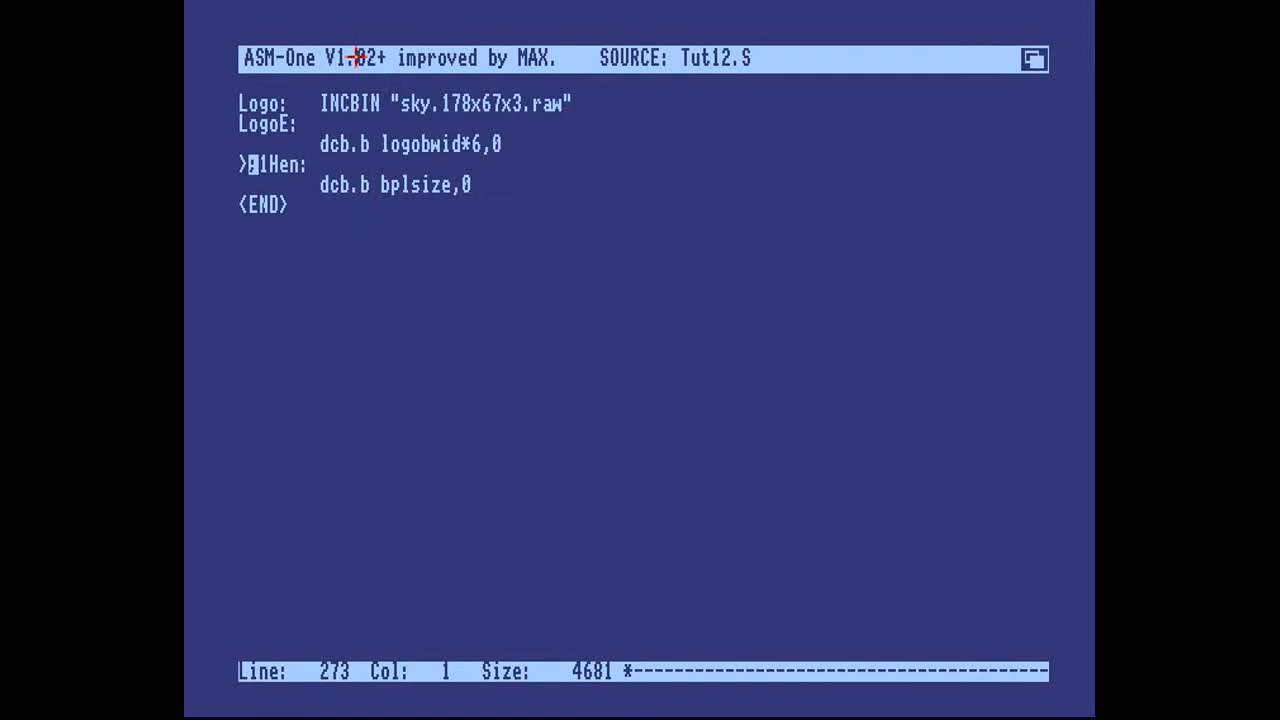 ASM-One V1.02+ improved by MAX. SOURCE: Tut12.S
Logo: INCBIN "sky.178x67x3.raw"
LogoE:
dcb.b logobwid*6,0
>;1Hen:
dcb.b bplsize,0
<END>
Line: 273 Col: 1 Size: 4681 *-----------------------------------------